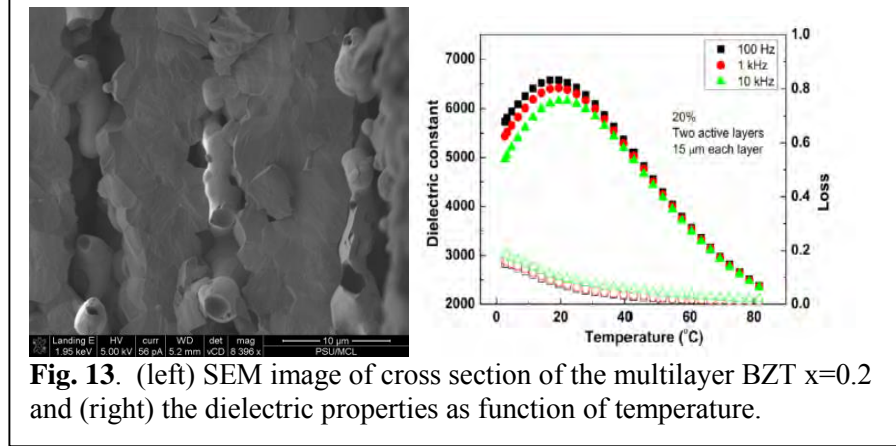 Landing E HV curr WD det mag
1.95 keV 5.00 kV 56 pA 5.2 mm vCD 8 396 x
10 µm
PSU/MCL
7000
6000
5000
4000
3000
2000
Dielectric constant
1.0
0.8
0.6
0.4
0.2
0.0
Loss
100 Hz
1 kHz
10 kHz
20%
Two active layers
15 µm each layer
0 20 40 60 80
Temperature (°C)
Fig. 13. (left) SEM image of cross section of the multilayer BZT x=0.2
and (right) the dielectric properties as function of temperature.